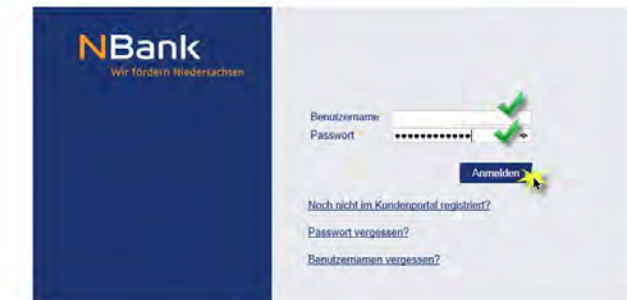 NBank
Wir fördern Niedersachsen
Benutzername
Passwort ••••••••••••
Anmelden
Noch nicht im Kundenportal registriert?
Passwort vergessen?
Benutzernamen vergessen?